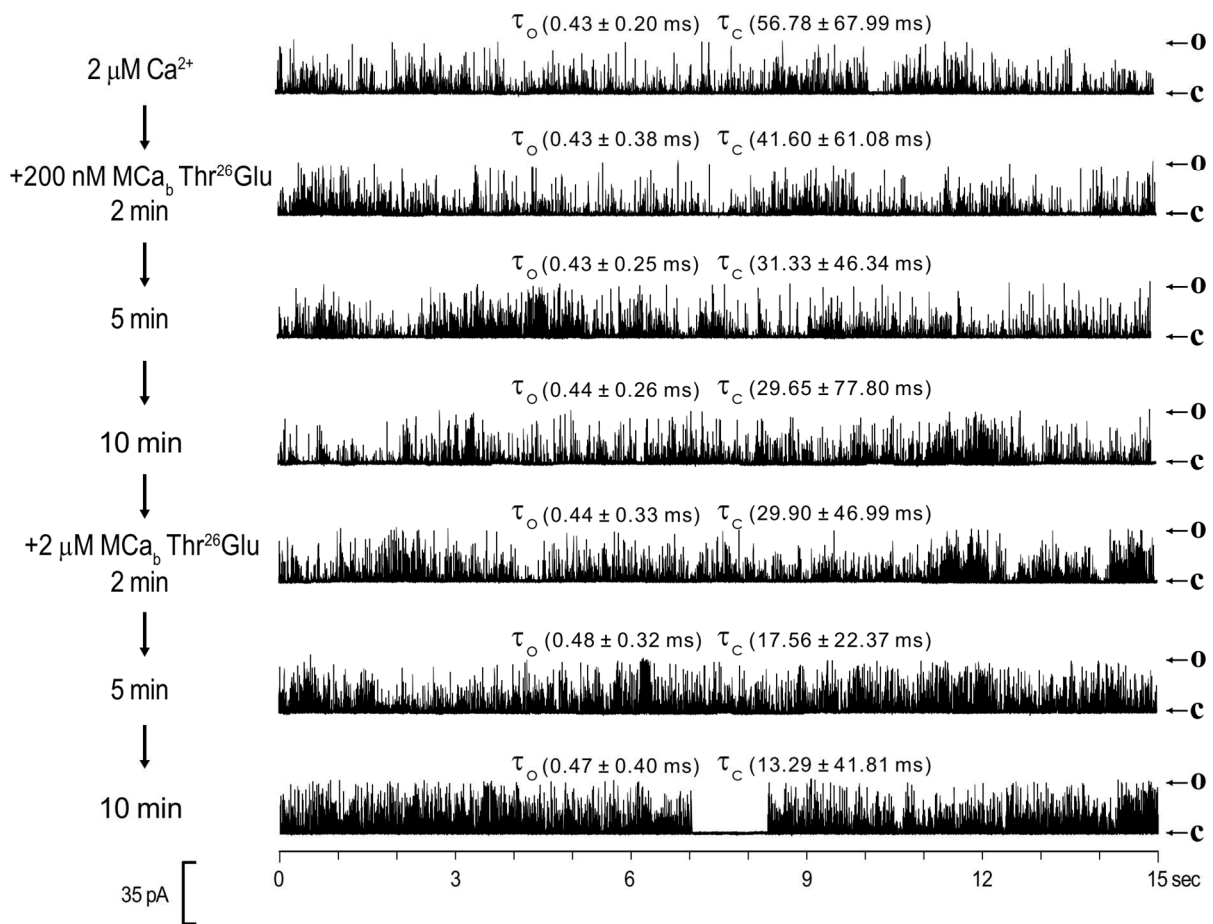 τO (0.43 ± 0.20 ms) τC (56.78 ± 67.99 ms)
2 μM Ca2+
←o
←c
τO (0.43 ± 0.38 ms) τC (41.60 ± 61.08 ms)
+200 nM MCab Thr26Glu
2 min
←o
←c
τO (0.43 ± 0.25 ms) τC (31.33 ± 46.34 ms)
5 min
←o
←c
τO (0.44 ± 0.26 ms) τC (29.65 ± 77.80 ms)
10 min
←o
←c
τO (0.44 ± 0.33 ms) τC (29.90 ± 46.99 ms)
+2 μM MCab Thr26Glu
2 min
←o
←c
τO (0.48 ± 0.32 ms) τC (17.56 ± 22.37 ms)
5 min
←o
←c
τO (0.47 ± 0.40 ms) τC (13.29 ± 41.81 ms)
10 min
←o
←c
0 3 6 9 12 15 sec
35 pA